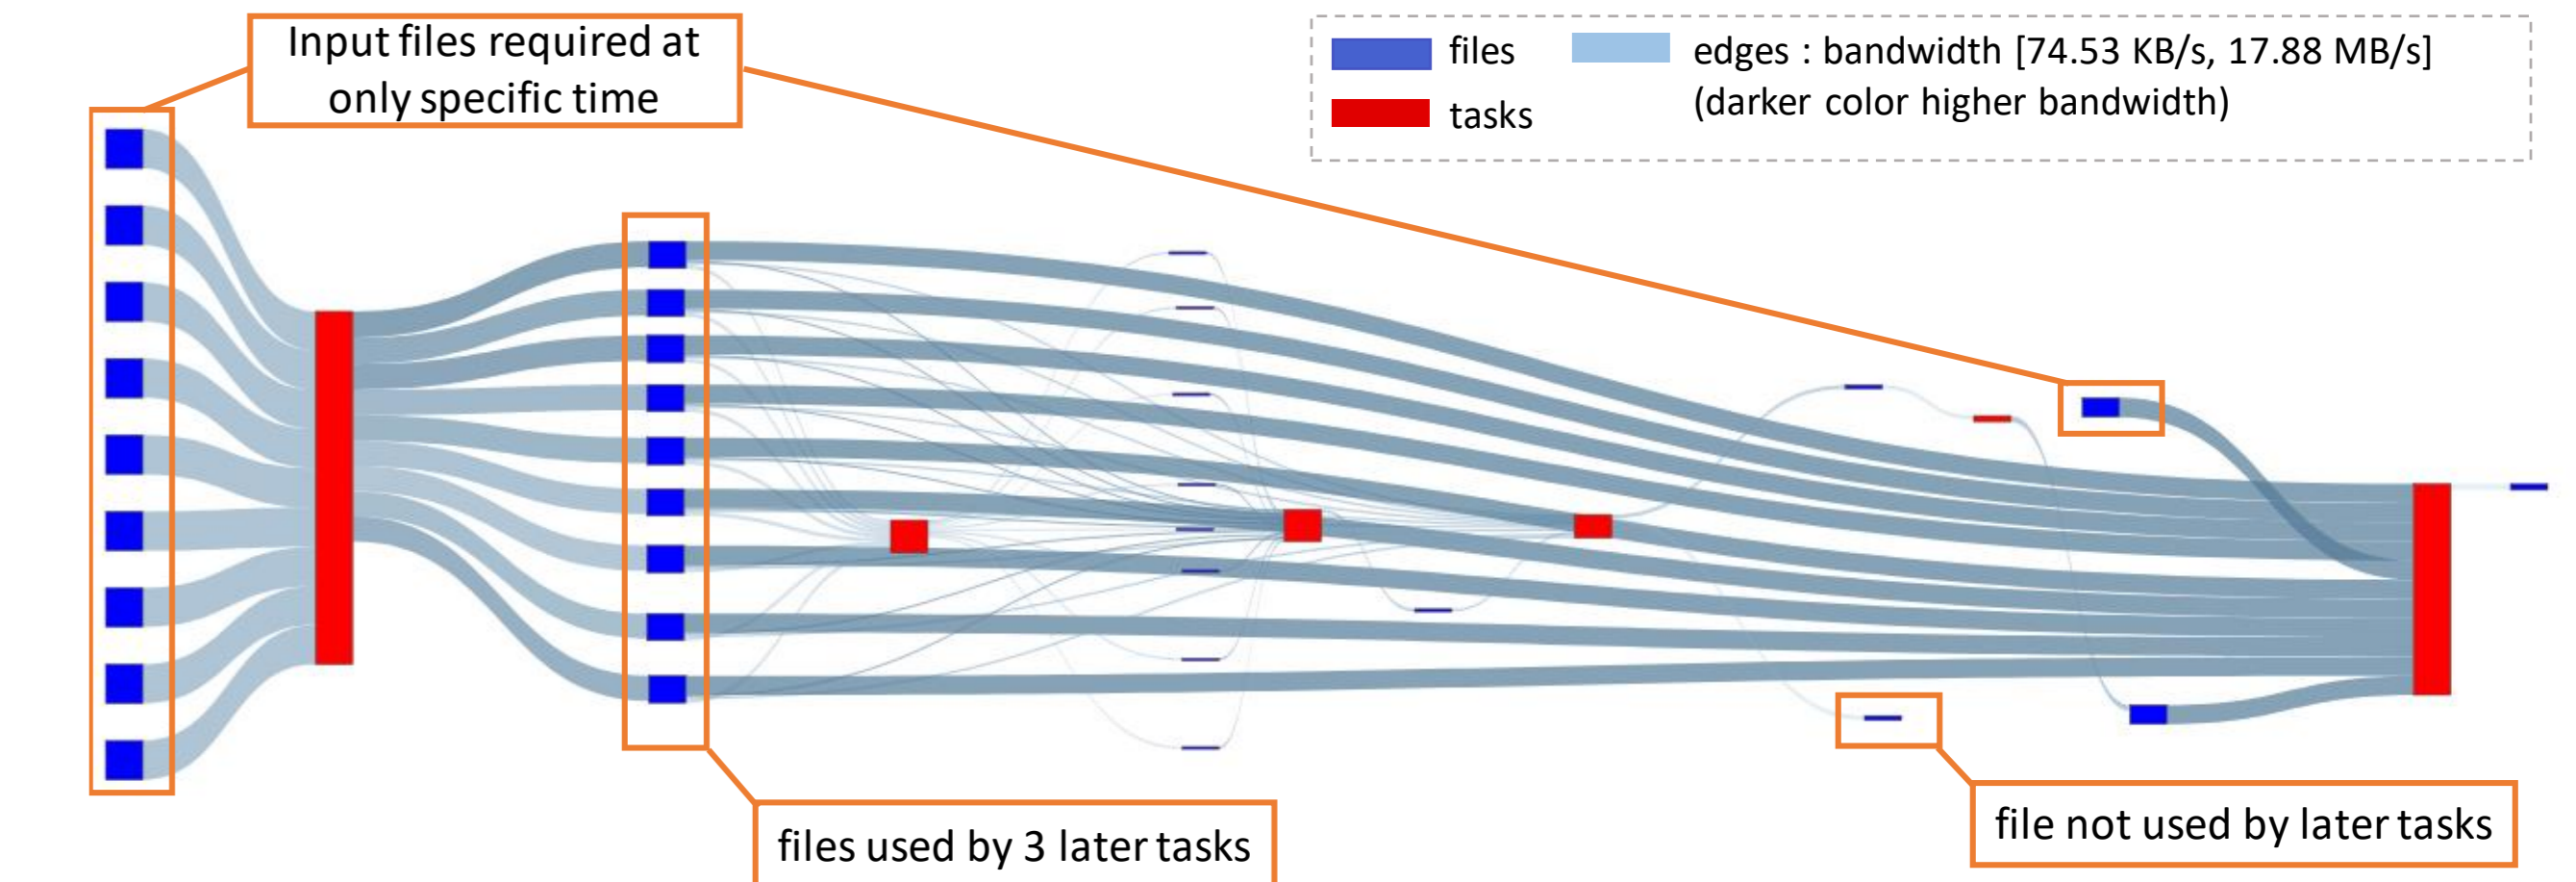 Input files required at
only specific time
files
edges : bandwidth [74.53 KB/s, 17.88 MB/s]
(darker color higher bandwidth)
tasks
files used by 3 later tasks
file not used by later tasks